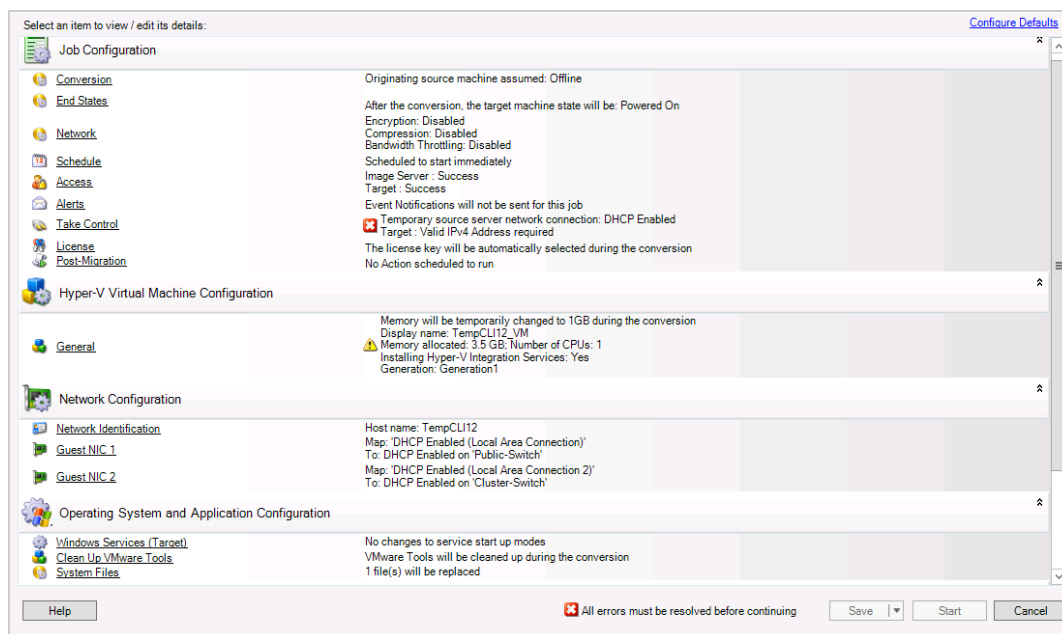 Select an item to view / edit its details:
Configure Defaults
Job Configuration
Conversion
Originating source machine assumed: Offline
End States
After the conversion, the target machine state will be: Powered On
Network
Encryption: Disabled
Compression: Disabled
Bandwidth Throttling: Disabled
Schedule
Scheduled to start immediately
Access
Image Server : Success
Target : Success
Alerts
Event Notifications will not be sent for this job
Take Control
Temporary source server network connection: DHCP Enabled
Target : Valid IPv4 Address required
License
The license key will be automatically selected during the conversion
Post-Migration
No Action scheduled to run
Hyper-V Virtual Machine Configuration
General
Memory will be temporarily changed to 1GB during the conversion
Display name: TempCLI12_VM
Memory allocated: 3.5 GB; Number of CPUs: 1
Installing Hyper-V Integration Services: Yes
Generation: Generation1
Network Configuration
Network Identification
Host name: TempCLI12
Guest NIC 1
Map: 'DHCP Enabled (Local Area Connection)'
To: DHCP Enabled on 'Public-Switch'
Guest NIC 2
Map: 'DHCP Enabled (Local Area Connection 2)'
To: DHCP Enabled on 'Cluster-Switch'
Operating System and Application Configuration
Windows Services (Target)
No changes to service start up modes
Clean Up VMware Tools
VMware Tools will be cleaned up during the conversion
System Files
1 file(s) will be replaced
Help
All errors must be resolved before continuing
Save
Start
Cancel